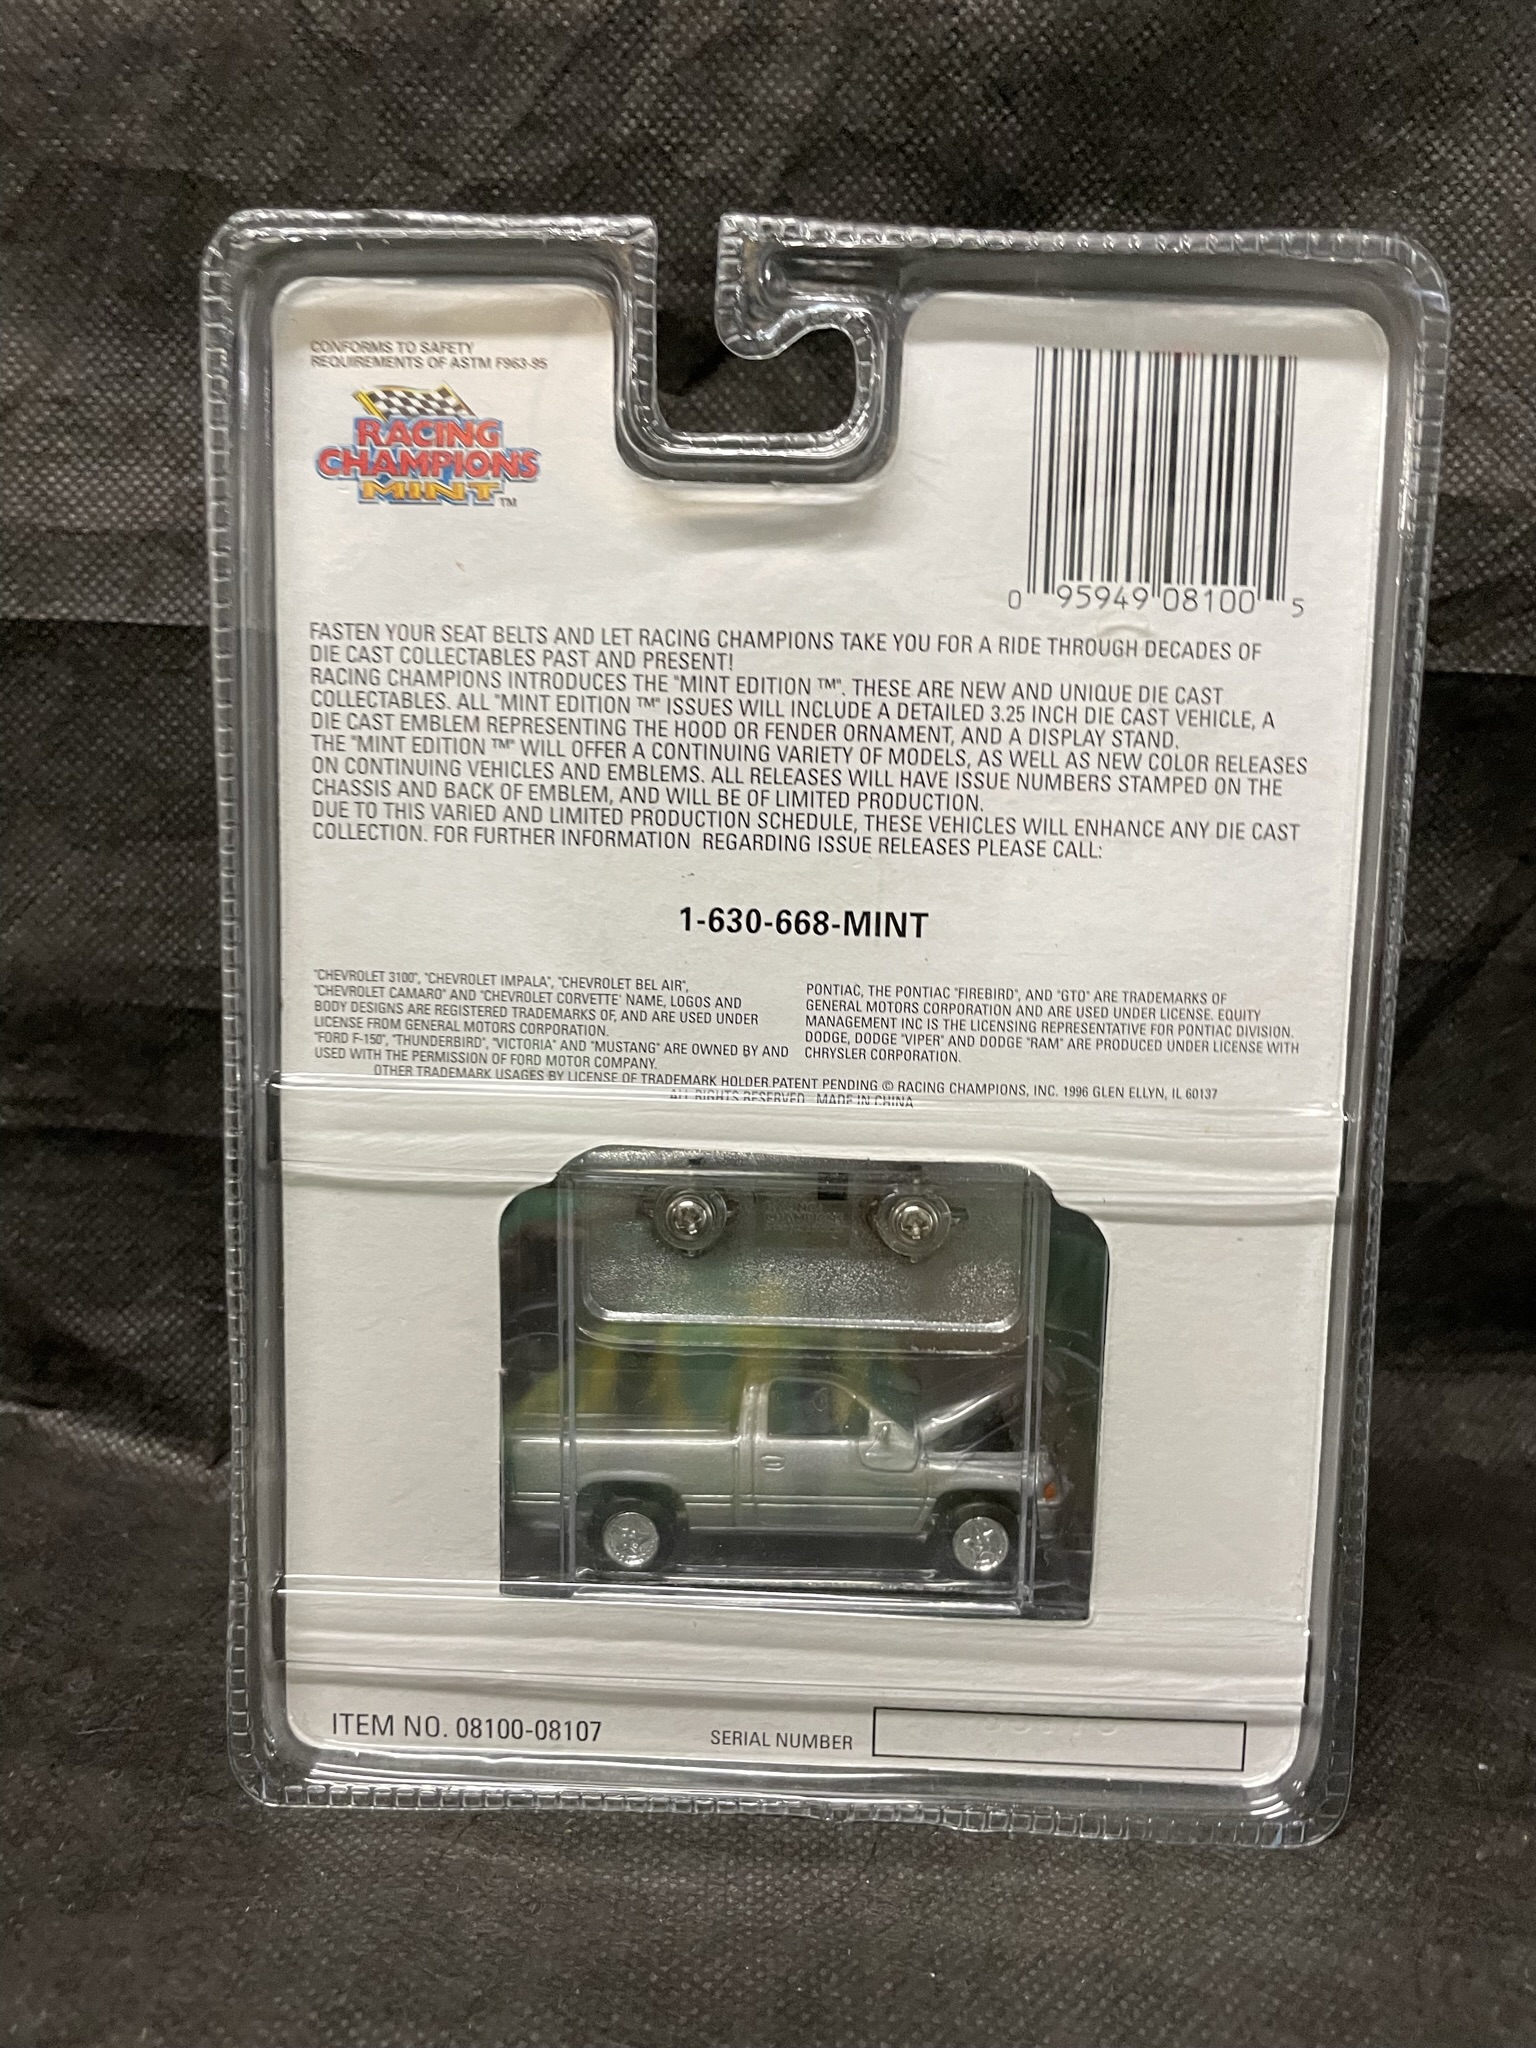 CONFORMS TO SAFETY
REQUIREMENTS OF ASTM F963-95
RACING
CHAMPIONS
MINT™
0 95949 08100 5
FASTEN YOUR SEAT BELTS AND LET RACING CHAMPIONS TAKE YOU FOR A RIDE THROUGH DECADES OF
DIE CAST COLLECTABLES PAST AND PRESENT!
RACING CHAMPIONS INTRODUCES THE "MINT EDITION ™". THESE ARE NEW AND UNIQUE DIE CAST
COLLECTABLES. ALL "MINT EDITION ™" ISSUES WILL INCLUDE A DETAILED 3.25 INCH DIE CAST VEHICLE, A
DIE CAST EMBLEM REPRESENTING THE HOOD OR FENDER ORNAMENT, AND A DISPLAY STAND.
THE "MINT EDITION ™" WILL OFFER A CONTINUING VARIETY OF MODELS, AS WELL AS NEW COLOR RELEASES
ON CONTINUING VEHICLES AND EMBLEMS. ALL RELEASES WILL HAVE ISSUE NUMBERS STAMPED ON THE
CHASSIS AND BACK OF EMBLEM, AND WILL BE OF LIMITED PRODUCTION.
DUE TO THIS VARIED AND LIMITED PRODUCTION SCHEDULE, THESE VEHICLES WILL ENHANCE ANY DIE CAST
COLLECTION. FOR FURTHER INFORMATION REGARDING ISSUE RELEASES PLEASE CALL:
1-630-668-MINT
"CHEVROLET 3100", "CHEVROLET IMPALA", "CHEVROLET BEL AIR",
"CHEVROLET CAMARO" AND "CHEVROLET CORVETTE" NAME, LOGOS AND
BODY DESIGNS ARE REGISTERED TRADEMARKS OF, AND ARE USED UNDER
LICENSE FROM GENERAL MOTORS CORPORATION.
"FORD F-150", "THUNDERBIRD", "VICTORIA" AND "MUSTANG" ARE OWNED BY AND
USED WITH THE PERMISSION OF FORD MOTOR COMPANY.
PONTIAC, THE PONTIAC "FIREBIRD", AND "GTO" ARE TRADEMARKS OF
GENERAL MOTORS CORPORATION AND ARE USED UNDER LICENSE. EQUITY
MANAGEMENT INC IS THE LICENSING REPRESENTATIVE FOR PONTIAC DIVISION.
DODGE, DODGE "VIPER" AND DODGE "RAM" ARE PRODUCED UNDER LICENSE WITH
CHRYSLER CORPORATION.
OTHER TRADEMARK USAGES BY LICENSE OF TRADEMARK HOLDER.PATENT PENDING © RACING CHAMPIONS, INC. 1996 GLEN ELLYN, IL 60137
ALL RIGHTS RESERVED MADE IN CHINA
RACING
CHAMPIONS
ITEM NO. 08100-08107
SERIAL NUMBER